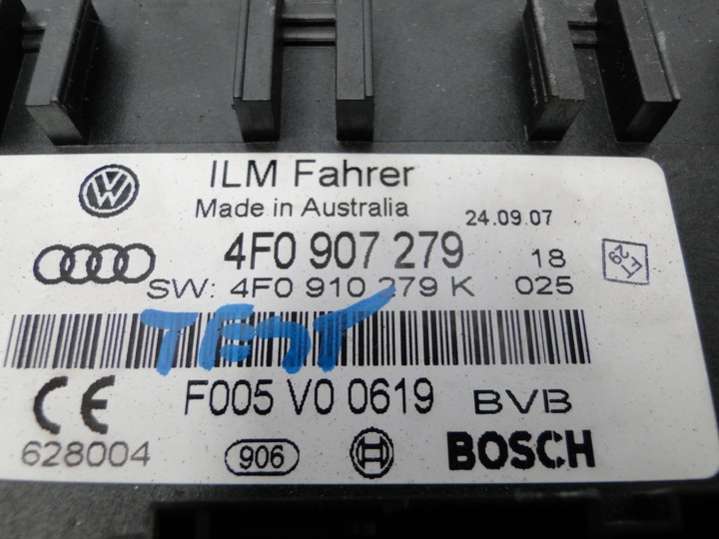 ILM Fahrer
Made in Australia 24.09.07
4F0 907 279 18
SW: 4F0 910 279 K 025
TEST
F005 V0 0619 BVB
628004 906 BOSCH